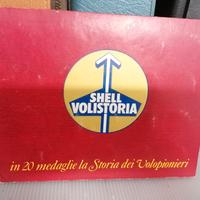 SHELL
VOLISTORIA
in 20 medaglie la Storia dei Volopionieri